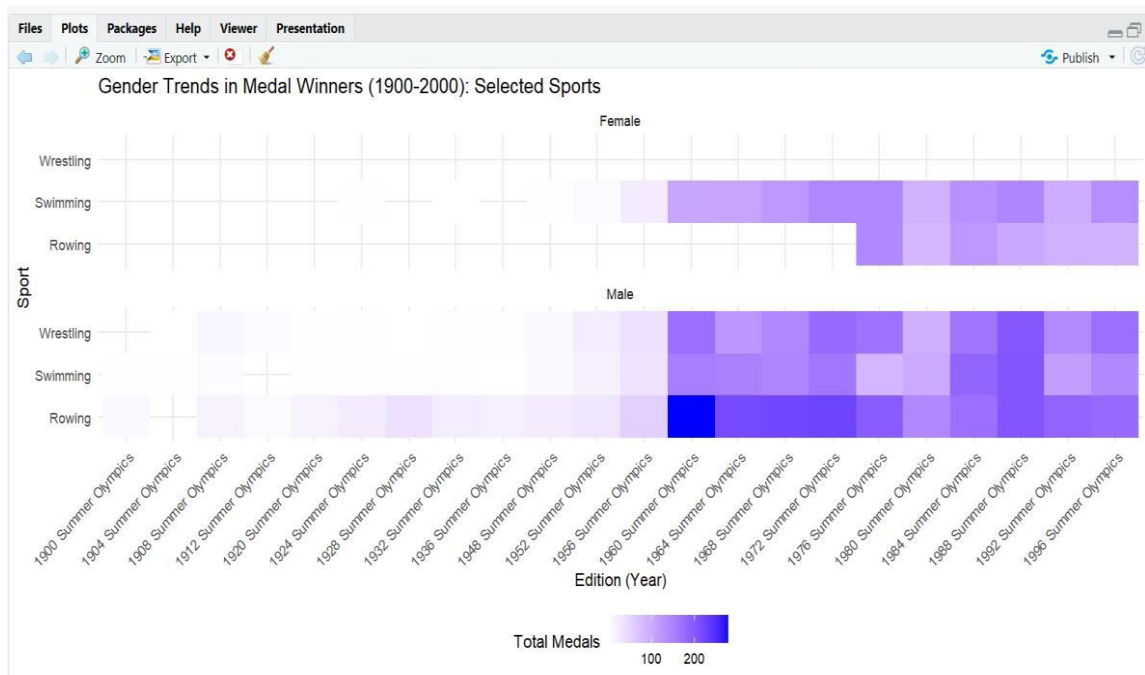 Files Plots Packages Help Viewer Presentation
Zoom Export Publish
Gender Trends in Medal Winners (1900-2000): Selected Sports
Female
Wrestling
Swimming
Rowing
Sport
Male
Wrestling
Swimming
Rowing
1900 Summer Olympics
1904 Summer Olympics
1908 Summer Olympics
1912 Summer Olympics
1920 Summer Olympics
1924 Summer Olympics
1928 Summer Olympics
1932 Summer Olympics
1936 Summer Olympics
1948 Summer Olympics
1952 Summer Olympics
1956 Summer Olympics
1960 Summer Olympics
1964 Summer Olympics
1968 Summer Olympics
1972 Summer Olympics
1976 Summer Olympics
1980 Summer Olympics
1984 Summer Olympics
1988 Summer Olympics
1992 Summer Olympics
1996 Summer Olympics
Edition (Year)
Total Medals
100 200